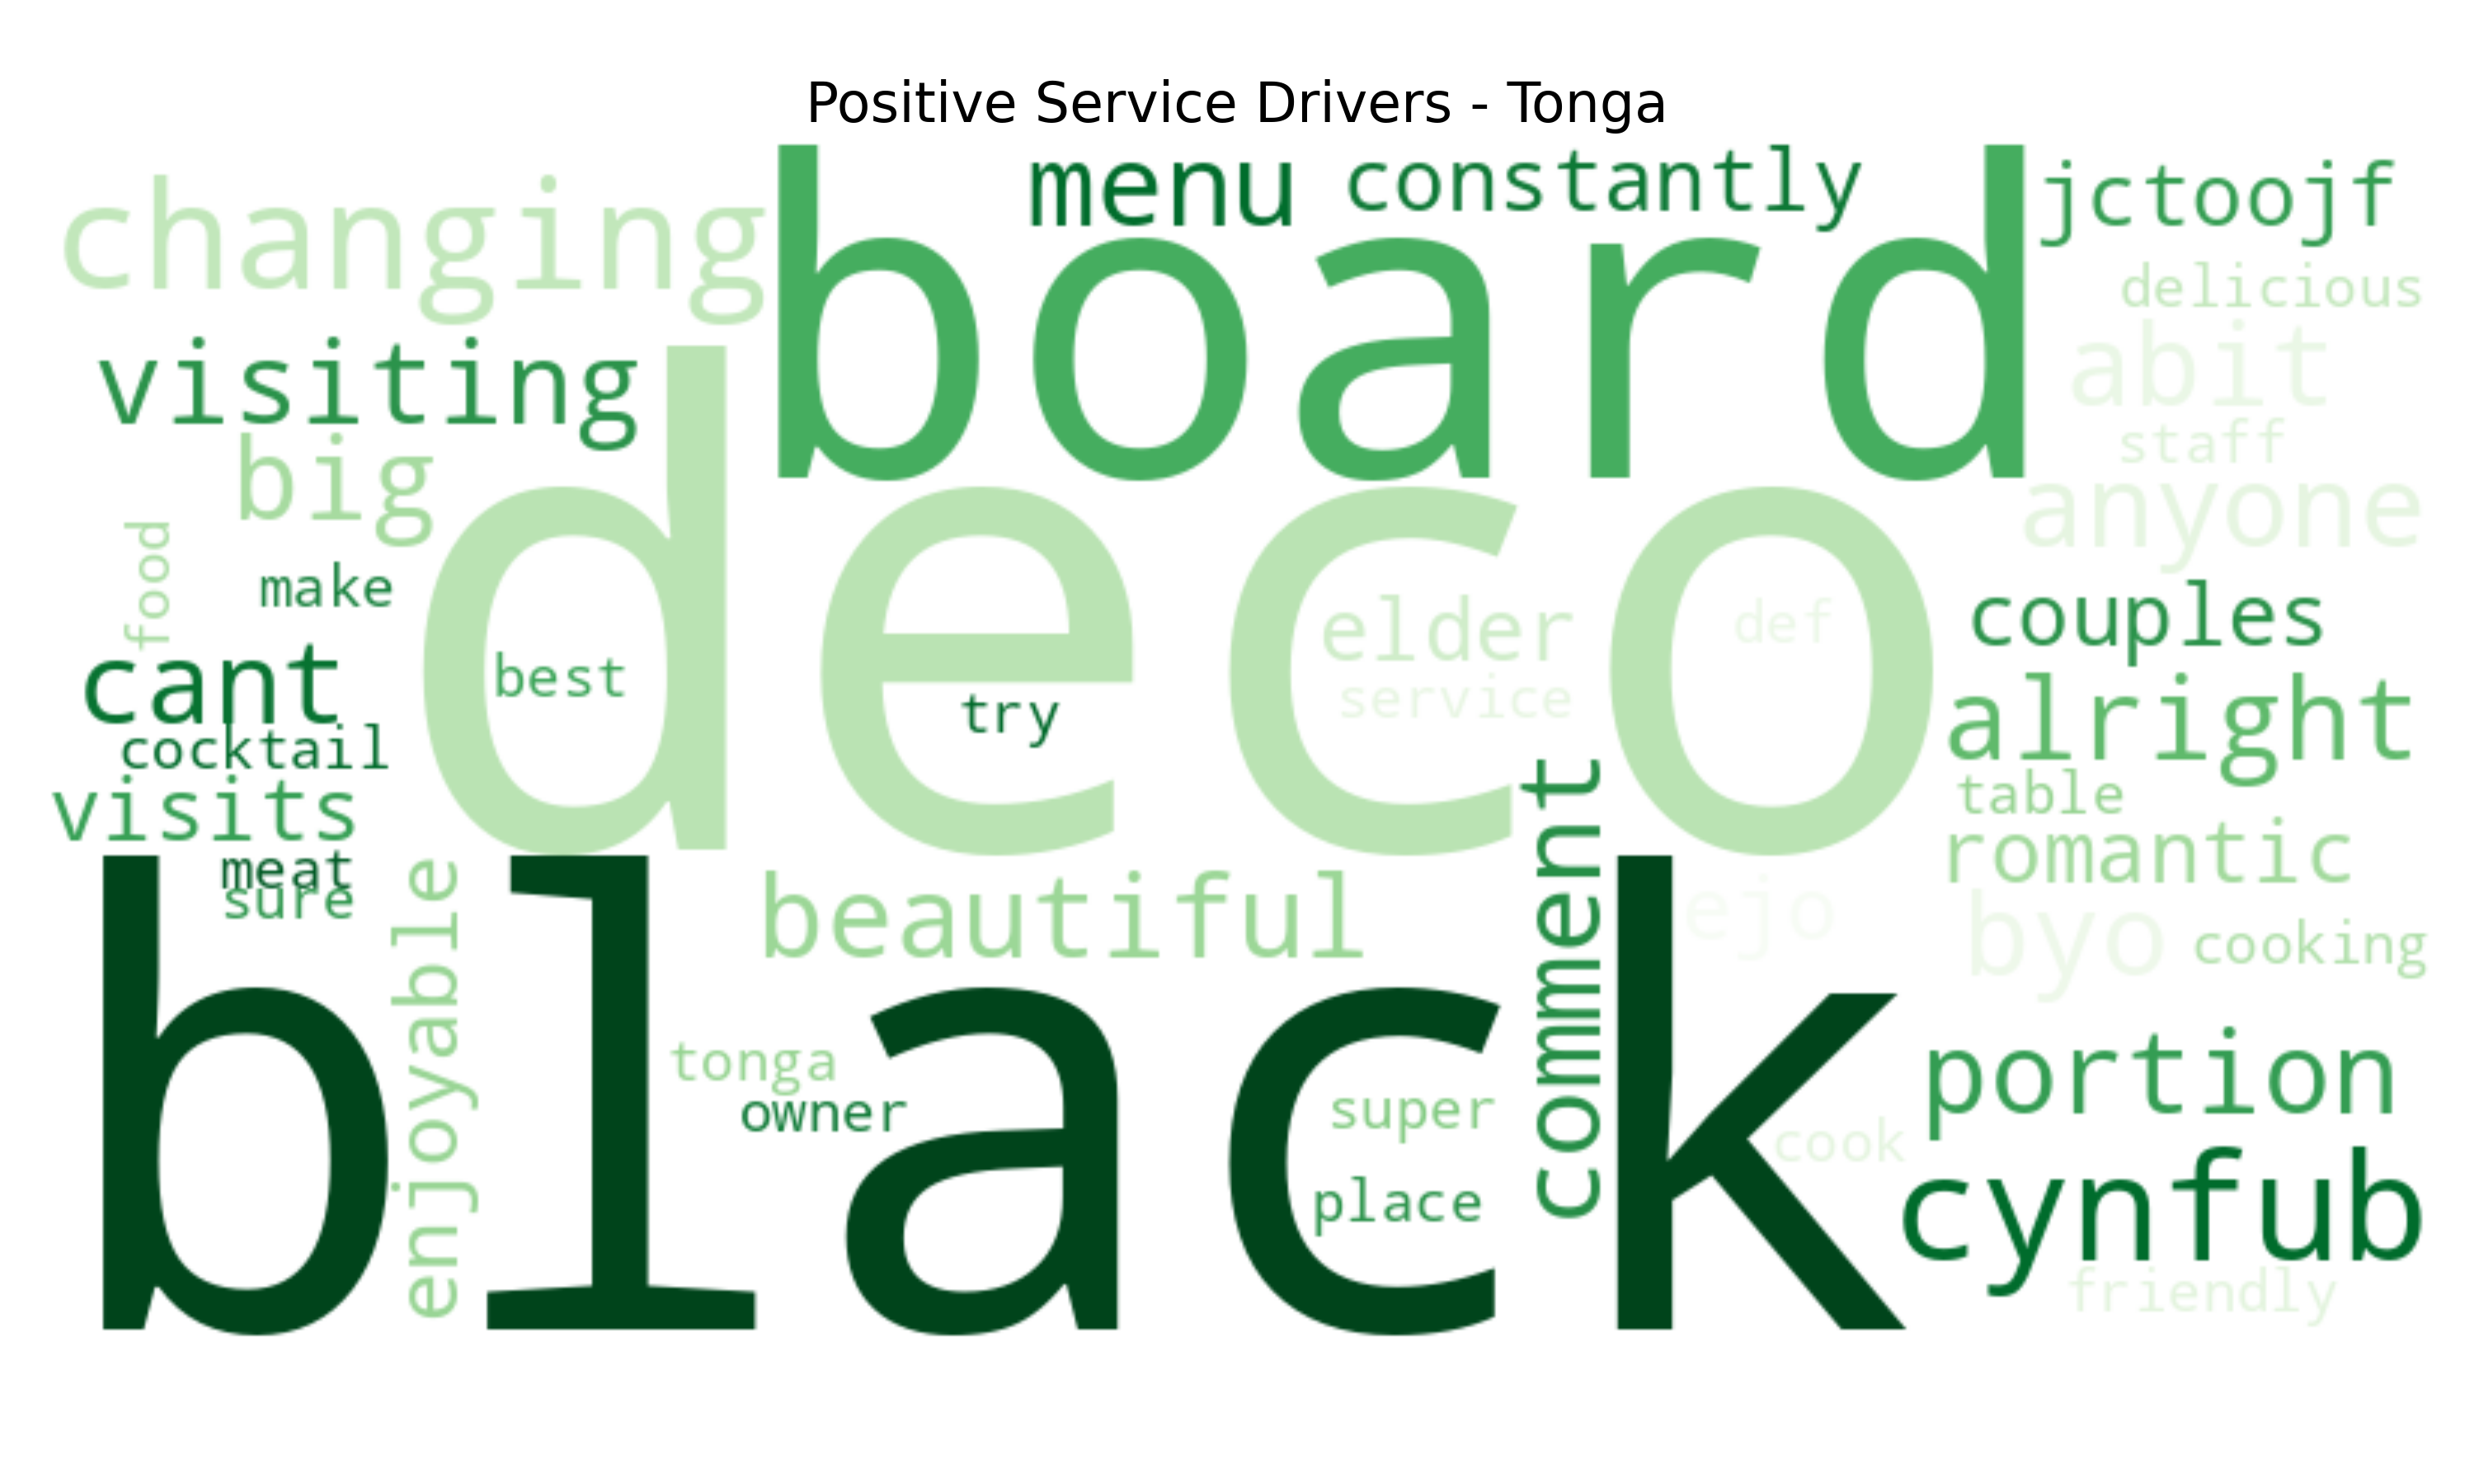 Positive Service Drivers - Tonga
changing
board
menu
constantly
jctoojf
delicious
visiting
abit
staff
big
deco
anyone
food
make
elder
def
couples
cant
best
try
service
alright
cocktail
table
visits
romantic
meat
sure
enjoyable
beautiful
comment
ejo
byo
cooking
black
tonga
owner
super
place
cook
portion
cynfub
friendly